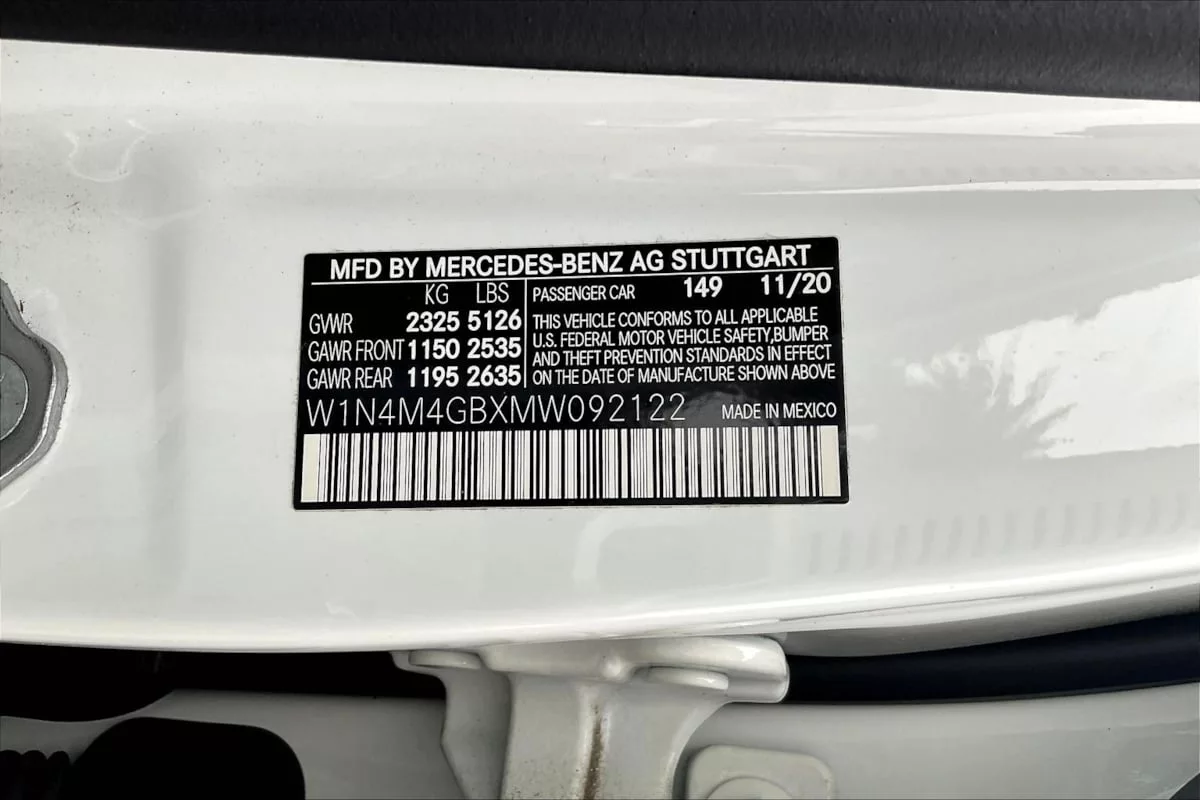 MFD BY MERCEDES-BENZ AG STUTTGART
KG LBS
GVWR 2325 5126
GAWR FRONT 1150 2535
GAWR REAR 1195 2635
PASSENGER CAR 149 11/20
THIS VEHICLE CONFORMS TO ALL APPLICABLE
U.S. FEDERAL MOTOR VEHICLE SAFETY,BUMPER
AND THEFT PREVENTION STANDARDS IN EFFECT
ON THE DATE OF MANUFACTURE SHOWN ABOVE
W1N4M4GBXMW092122 MADE IN MEXICO